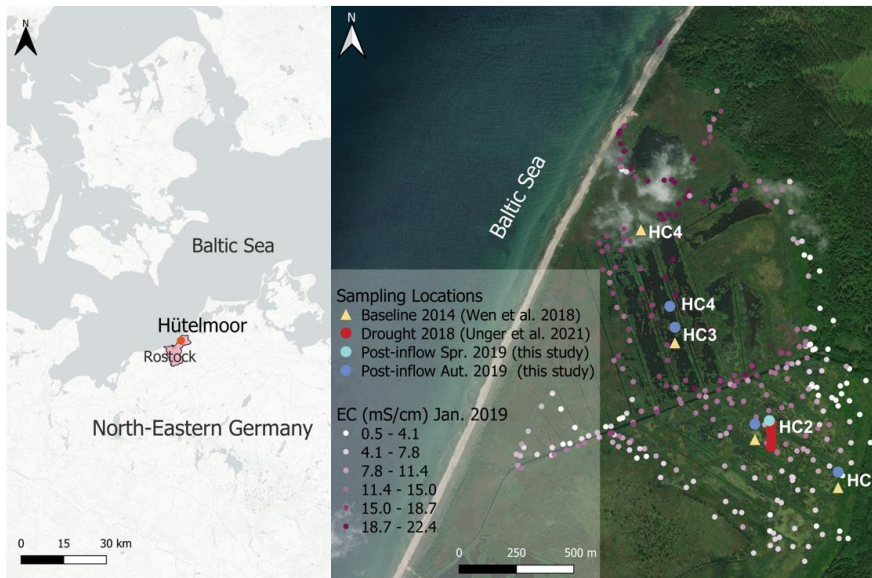 N
Baltic Sea
Hütelmoor
Rostock
North-Eastern Germany
0 15 30 km
N
Baltic Sea
HC4
HC4
HC3
HC2
HC
Sampling Locations
Baseline 2014 (Wen et al. 2018)
Drought 2018 (Unger et al. 2021)
Post-inflow Spr. 2019 (this study)
Post-inflow Aut. 2019 (this study)
EC (mS/cm) Jan. 2019
0.5 - 4.1
4.1 - 7.8
7.8 - 11.4
11.4 - 15.0
15.0 - 18.7
18.7 - 22.4
0 250 500 m